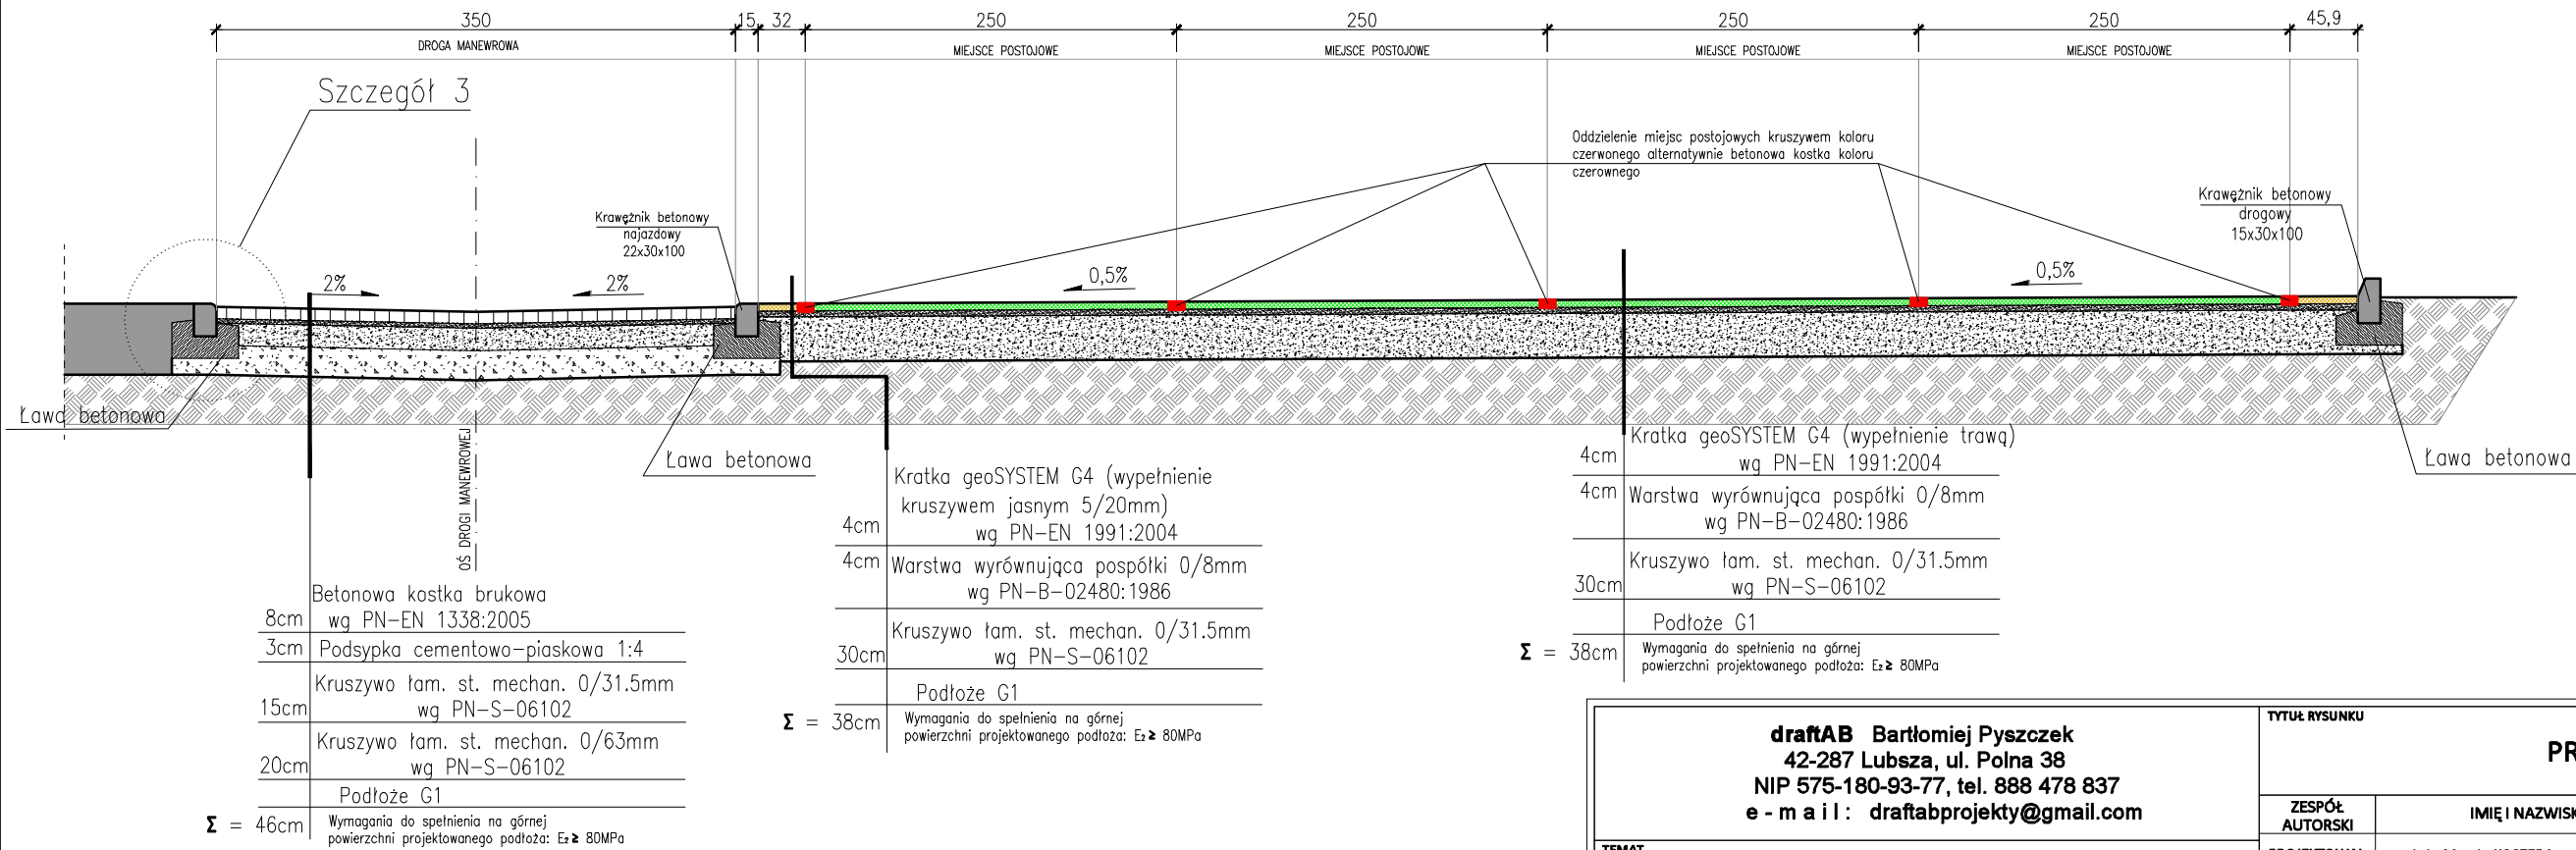 350
15
32
250
250
250
250
45,9
DROGA MANEWROWA
MIEJSCE POSTOJOWE
MIEJSCE POSTOJOWE
MIEJSCE POSTOJOWE
MIEJSCE POSTOJOWE
Szczegół 3
Oddzielenie miejsc postojowych kruszywem koloru
czerwonego alternatywnie betonowa kostka koloru
czerownego
Krawężnik betonowy
najazdowy
22x30x100
Krawężnik betonowy
drogowy
15x30x100
2%
2%
0,5%
0,5%
Ława betonowa
Ława betonowa
Ława betonowa
OŚ DROGI MANEWROWEJ
Betonowa kostka brukowa
8cm wg PN-EN 1338:2005
3cm Podsypka cementowo-piaskowa 1:4
Kruszywo łam. st. mechan. 0/31.5mm
15cm wg PN-S-06102
Kruszywo łam. st. mechan. 0/63mm
20cm wg PN-S-06102
Podłoże G1
Σ = 46cm Wymagania do spełnienia na górnej
powierzchni projektowanego podłoża: E₂≥ 80MPa
Kratka geoSYSTEM G4 (wypełnienie
kruszywem jasnym 5/20mm)
4cm wg PN-EN 1991:2004
4cm Warstwa wyrównująca pospółki 0/8mm
wg PN-B-02480:1986
Kruszywo łam. st. mechan. 0/31.5mm
30cm wg PN-S-06102
Podłoże G1
Σ = 38cm Wymagania do spełnienia na górnej
powierzchni projektowanego podłoża: E₂≥ 80MPa
Kratka geoSYSTEM G4 (wypełnienie trawą)
4cm wg PN-EN 1991:2004
4cm Warstwa wyrównująca pospółki 0/8mm
wg PN-B-02480:1986
Kruszywo łam. st. mechan. 0/31.5mm
30cm wg PN-S-06102
Podłoże G1
Σ = 38cm Wymagania do spełnienia na górnej
powierzchni projektowanego podłoża: E₂≥ 80MPa
draftAB Bartłomiej Pyszczek
42-287 Lubsza, ul. Polna 38
NIP 575-180-93-77, tel. 888 478 837
e - m a i l : draftabprojekty@gmail.com
TYTUŁ RYSUNKU
PR
ZESPÓŁ
AUTORSKI
IMIĘ I NAZWISK
TEMAT